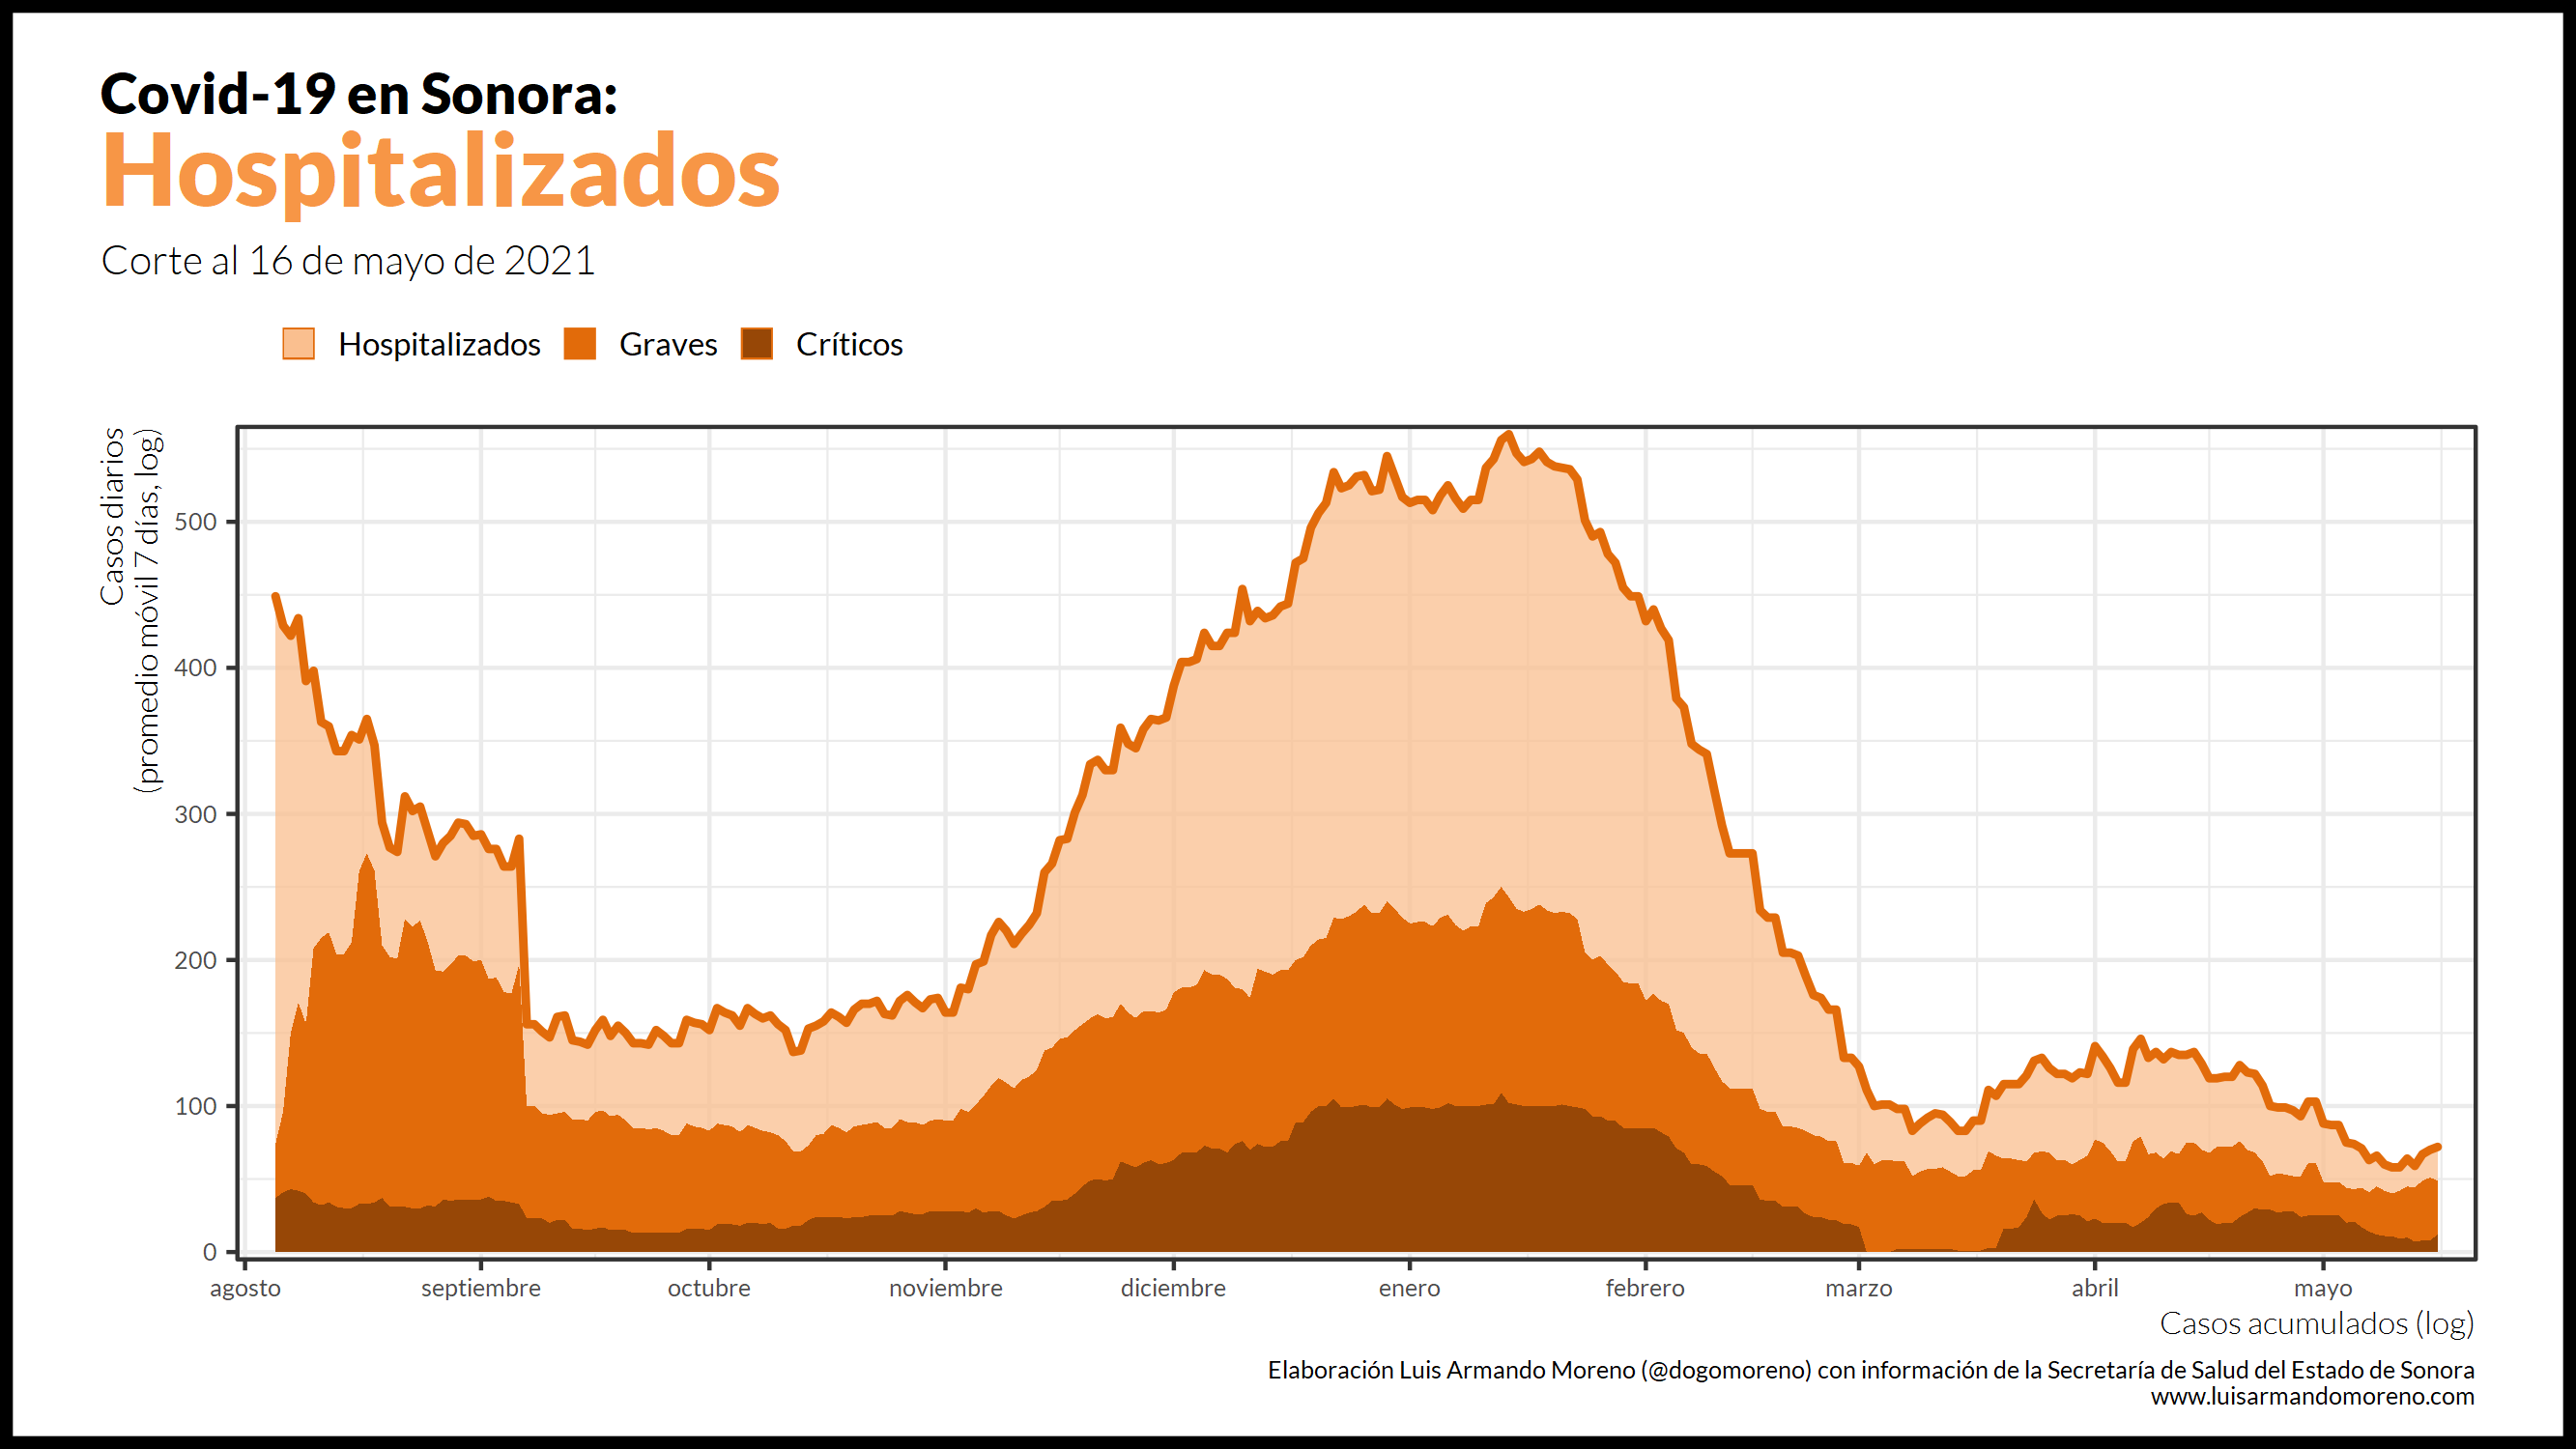 Covid-19 en Sonora:
Hospitalizados
Corte al 16 de mayo de 2021
Hospitalizados Graves Críticos
Casos diarios
(promedio móvil 7 días, log)
500
400
300
200
100
0
agosto septiembre octubre noviembre diciembre enero febrero marzo abril mayo
Casos acumulados (log)
Elaboración Luis Armando Moreno (@dogomoreno) con información de la Secretaría de Salud del Estado de Sonora
www.luisarmandomoreno.com